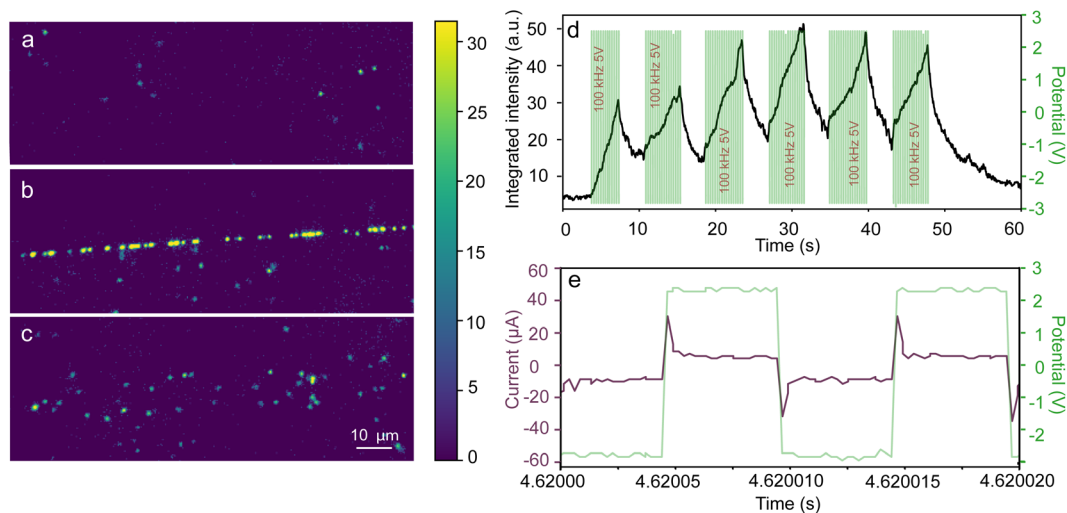 a
b
c
10 µm
30
25
20
15
10
5
0
d
Integrated intensity (a.u.)
50
40
30
20
10
100 kHz 5V
100 kHz 5V
100 kHz 5V
100 kHz 5V
100 kHz 5V
100 kHz 5V
3
2
1
0
-1
-2
-3
Potential (V)
0 10 20 30 40 50 60
Time (s)
e
Current (µA)
60
40
20
0
-20
-40
-60
3
2
1
0
-1
-2
-3
Potential (V)
4.62000 4.620005 4.620010 4.620015 4.620020
Time (s)